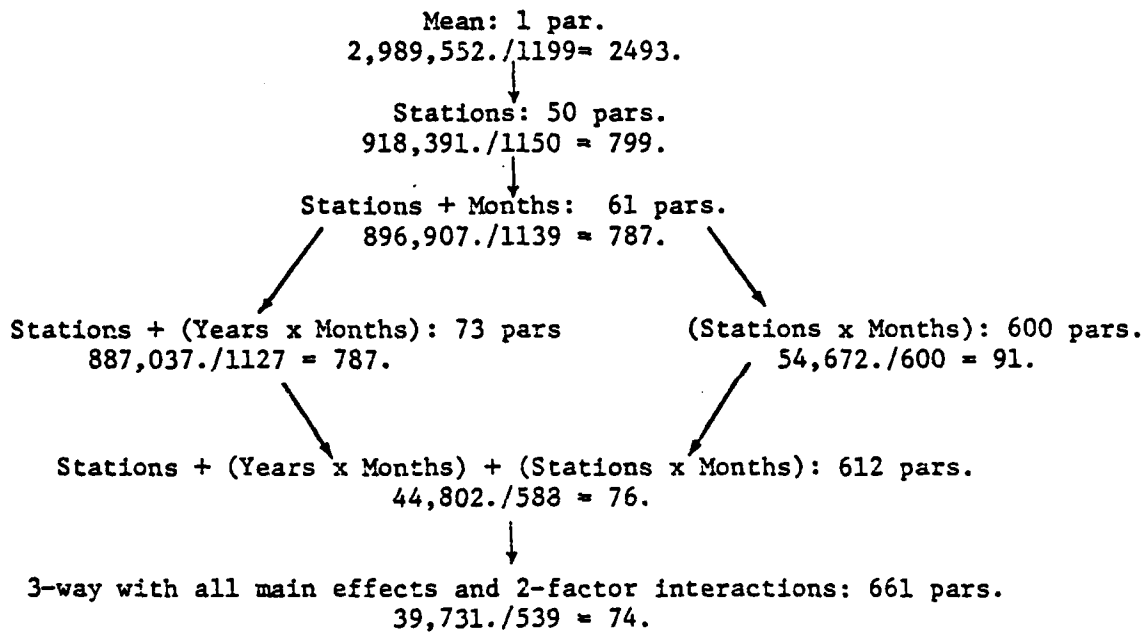 Mean: 1 par.
2,989,552./1199= 2493.
Stations: 50 pars.
918,391./1150 = 799.
Stations + Months: 61 pars.
896,907./1139 = 787.
Stations + (Years x Months): 73 pars
887,037./1127 = 787.
(Stations x Months): 600 pars.
54,672./600 = 91.
Stations + (Years x Months) + (Stations x Months): 612 pars.
44,802./588 = 76.
3-way with all main effects and 2-factor interactions: 661 pars.
39,731./539 = 74.